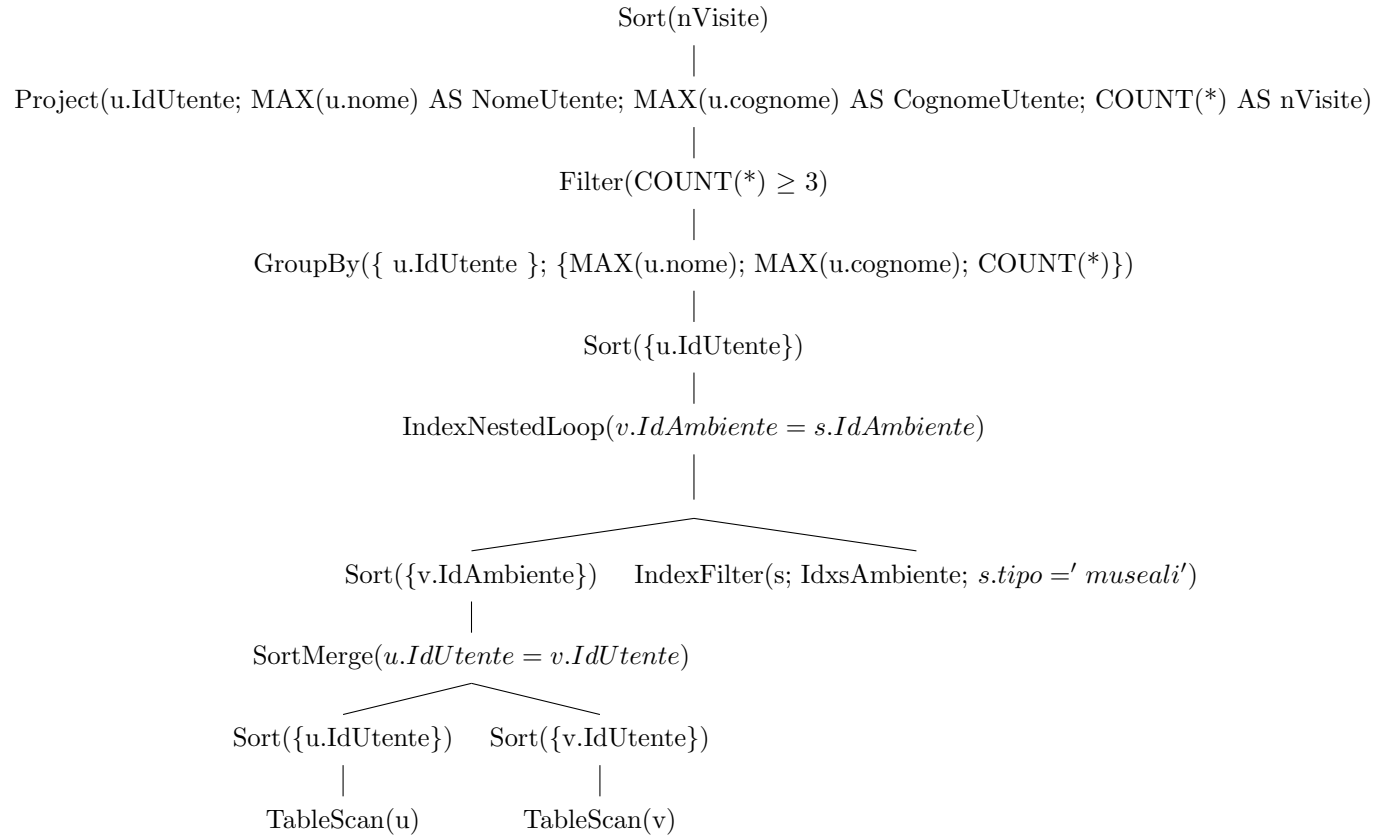 Sort(nVisite)
Project(u.IdUtente; MAX(u.nome) AS NomeUtente; MAX(u.cognome) AS CognomeUtente; COUNT(*) AS nVisite)
Filter(COUNT(*) ≥ 3)
GroupBy({ u.IdUtente }; {MAX(u.nome); MAX(u.cognome); COUNT(*)})
Sort({u.IdUtente})
IndexNestedLoop(v.IdAmbiente = s.IdAmbiente)
Sort({v.IdAmbiente}) IndexFilter(s; IdxsAmbiente; s.tipo =′ museali′)
SortMerge(u.IdUtente = v.IdUtente)
Sort({u.IdUtente}) Sort({v.IdUtente})
TableScan(u) TableScan(v)